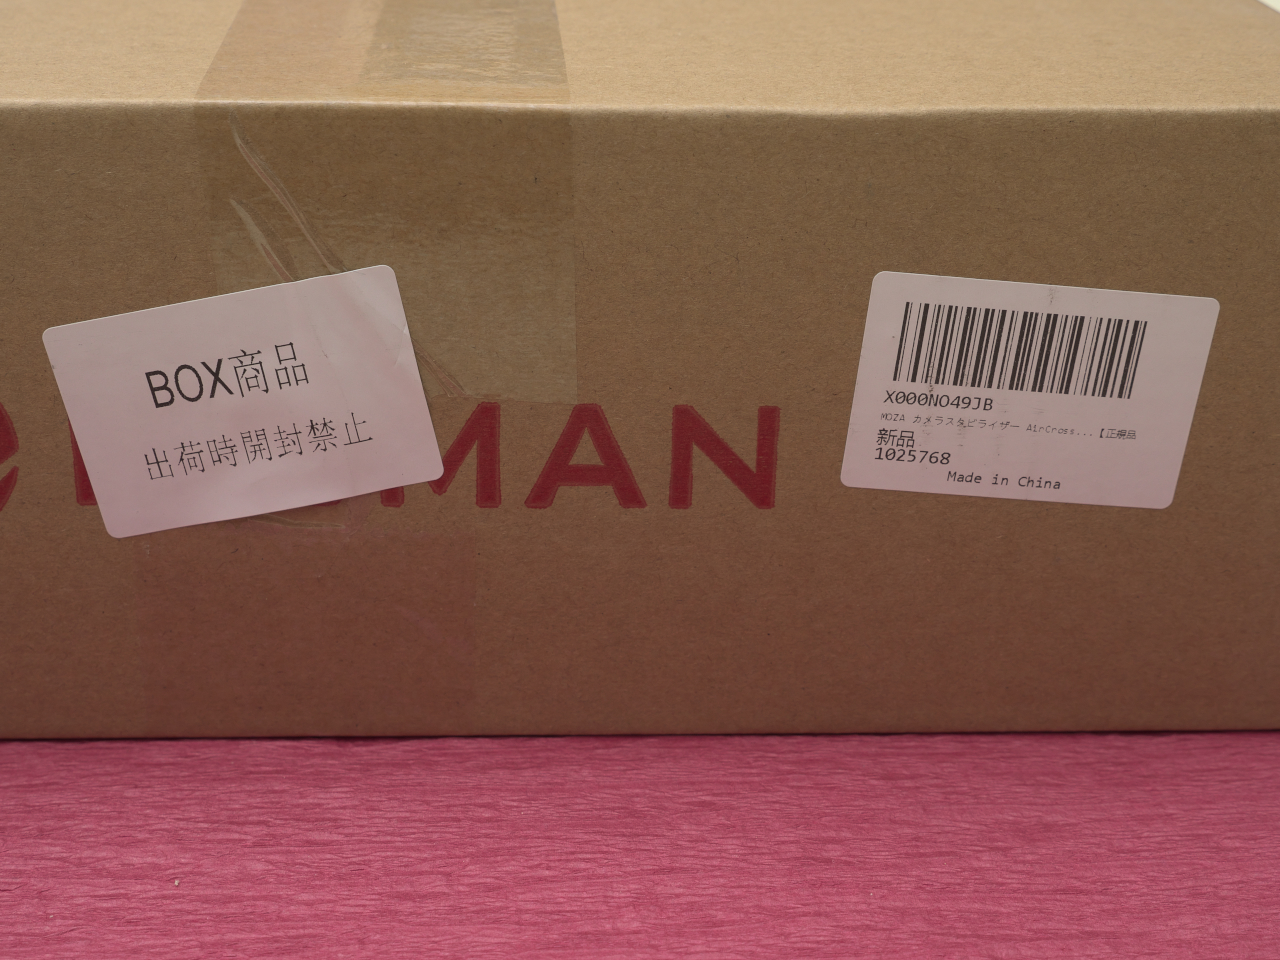 BOX商品
出荷時開封禁止
MAN
X000NO49JB
MOZA カメラスタビライザー AirCross...【正規品
新品
1025768
Made in China